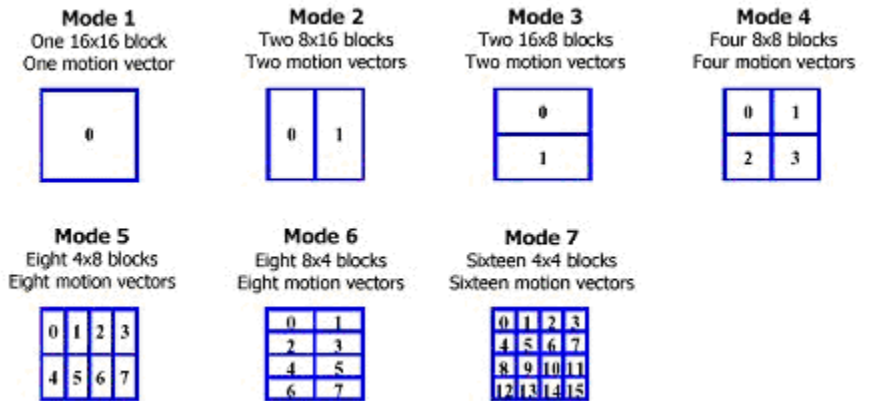 Mode 1
One 16x16 block
One motion vector
0
Mode 2
Two 8x16 blocks
Two motion vectors
0 1
Mode 3
Two 16x8 blocks
Two motion vectors
0
1
Mode 4
Four 8x8 blocks
Four motion vectors
0 1
2 3
Mode 5
Eight 4x8 blocks
Eight motion vectors
0 1 2 3
4 5 6 7
Mode 6
Eight 8x4 blocks
Eight motion vectors
0 1
2 3
4 5
6 7
Mode 7
Sixteen 4x4 blocks
Sixteen motion vectors
0 1 2 3
4 5 6 7
8 9 10 11
12 13 14 15